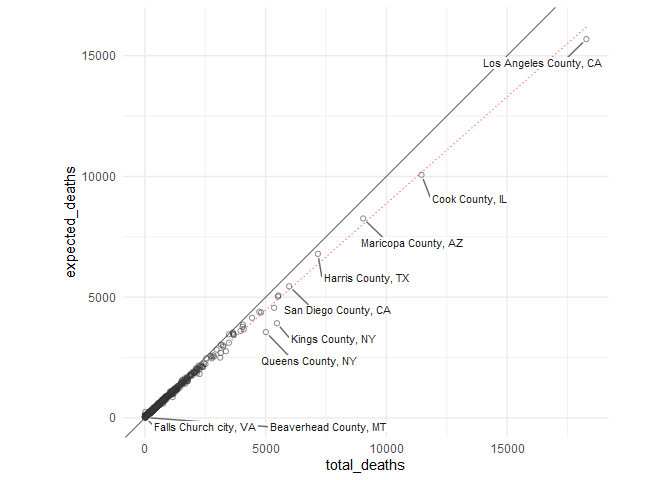 15000
Los Angeles County, CA
10000
Cook County, IL
Maricopa County, AZ
Harris County, TX
5000
San Diego County, CA
Kings County, NY
Queens County, NY
0
Falls Church city, VA
Beaverhead County, MT
0
5000
10000
15000
total_deaths
expected_deaths